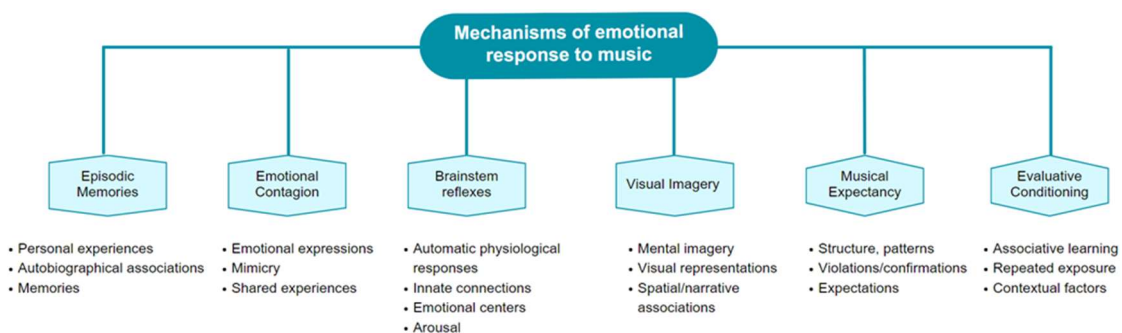 Mechanisms of emotional
response to music
Episodic
Memories
• Personal experiences
• Autobiographical associations
• Memories
Emotional
Contagion
• Emotional expressions
• Mimicry
• Shared experiences
Brainstem
reflexes
• Automatic physiological
responses
• Innate connections
• Emotional centers
• Arousal
Visual Imagery
• Mental imagery
• Visual representations
• Spatial/narrative
associations
Musical
Expectancy
• Structure, patterns
• Violations/confirmations
• Expectations
Evaluative
Conditioning
• Associative learning
• Repeated exposure
• Contextual factors